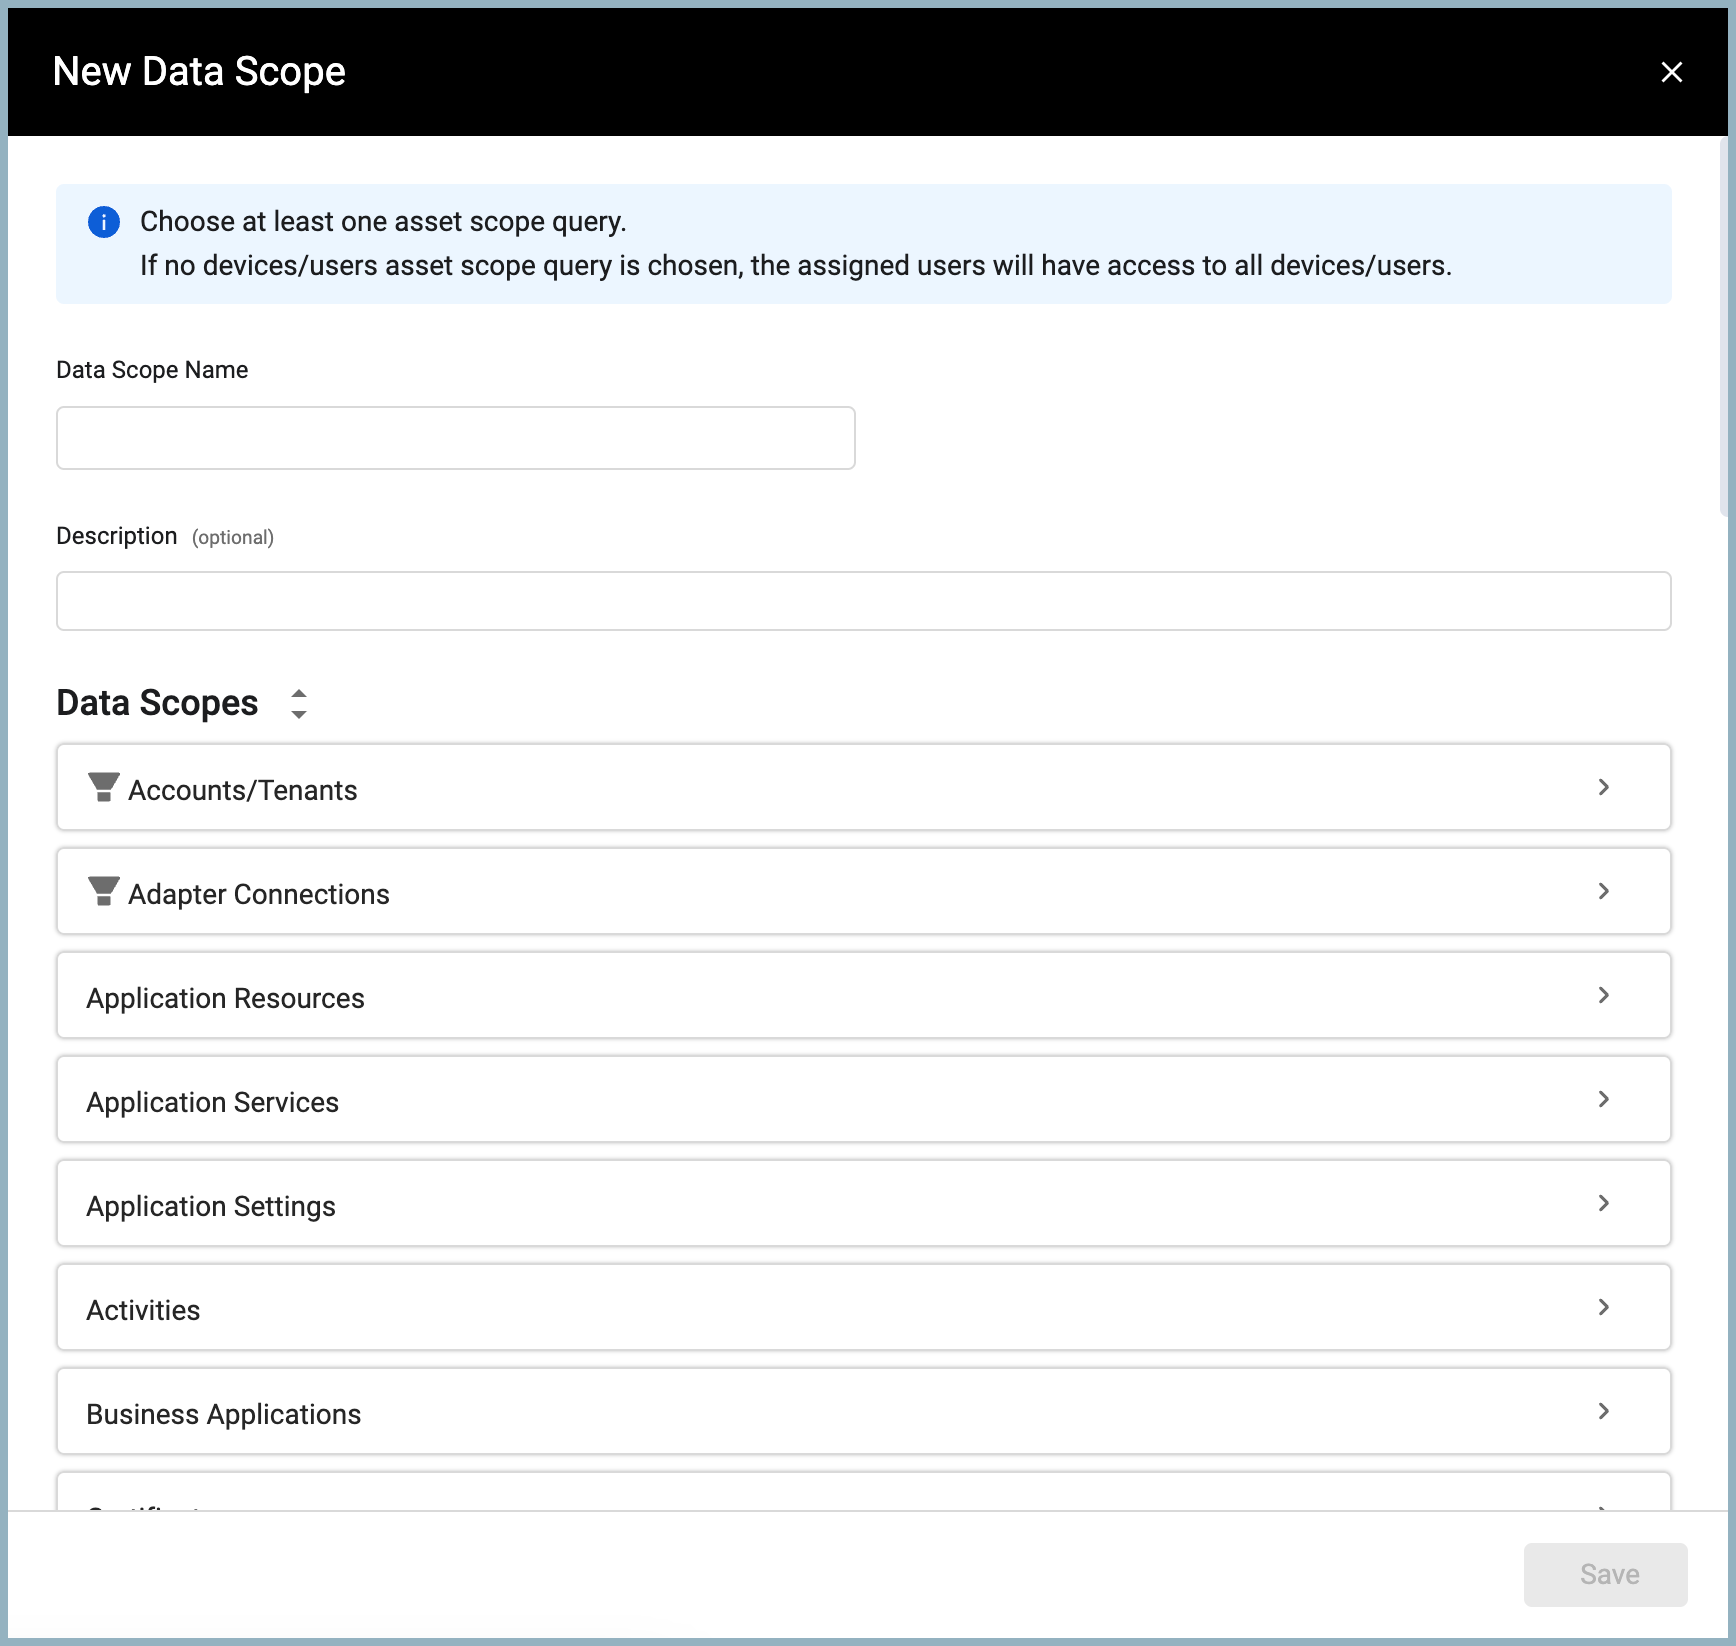 New Data Scope
Choose at least one asset scope query.
If no devices/users asset scope query is chosen, the assigned users will have access to all devices/users.
Data Scope Name
Description (optional)
Data Scopes
Accounts/Tenants
Adapter Connections
Application Resources
Application Services
Application Settings
Activities
Business Applications
Save